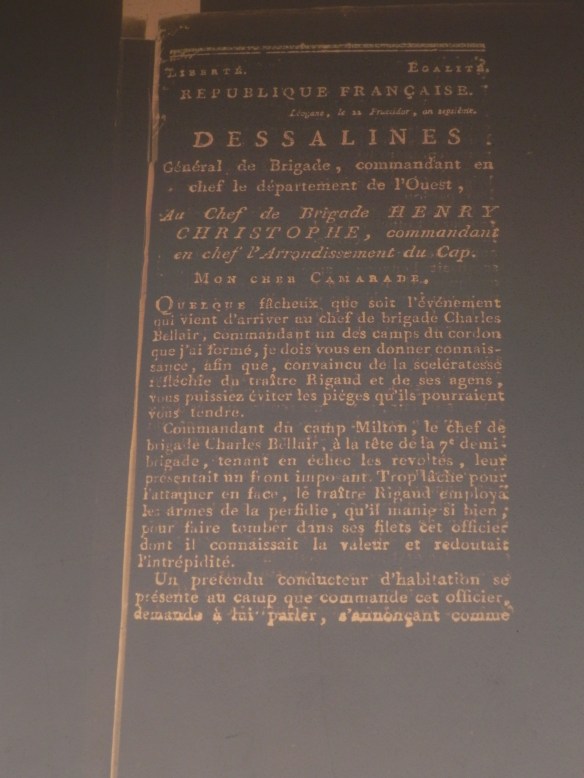 LIBERTÉ. EGALITÉ.
REPUBLIQUE FRANÇAISE.
Léogane, le 22 Fructidor, an septième.
DESSALINES
Général de Brigade, commandant en
chef le département de l'Ouest,
Au Chef de Brigade HENRY
CHRISTOPHE, commandant
en chef l'Arrondissement du Cap.
MON CHER CAMARADE,
QUELQUE fâcheux que soit l'événement
qui vient d'arriver au chef de brigade Charles
Bellair, commandant un des camps du cordon
que j'ai formé, je dois vous en donner connais-
sance, afin que, convaincu de la scélératesse
réfléchie du traître Rigaud et de ses agens,
vous puissiez éviter les piéges qu'ils pourraient
vous tendre.
Commandant du camp Milton, le chef de
brigade Charles Bellair, à la tête de la 7e demi-
brigade, tenant en échec les révoltés, leur
présentait un front impo ant. Trop lâche pour
l'attaquer en face, le traître Rigaud employa
les armes de la perfidie, qu'il manie si bien,
pour faire tomber dans ses filets cet officier
dont il connaissait la valeur et redoutait
l'intrépidité.
Un prétendu conducteur d'habitation se
présente au camp que commande cet officier,
demande à lui parler, s'annonçant comme